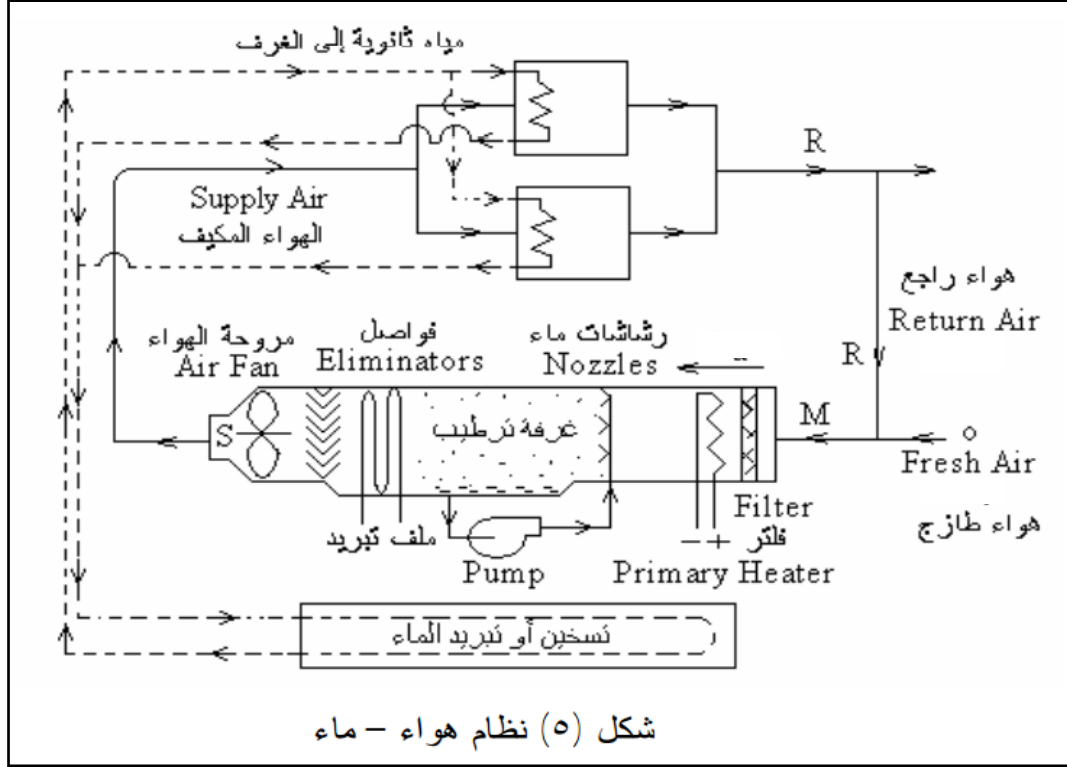 مياه ثانوية إلى الغرف
R
Supply Air
الهواء المكيف
هواء راجع
Return Air
R
مروحة الهواء
Air Fan
فواصل
Eliminators
رشاشات ماء
Nozzles
S
غرفة ترطيب
M
Fresh Air
هواء طازج
Filter
فلتر
ملف تبريد
Pump
- +
Primary Heater
تسخين أو تبريد الماء
شكل (٥) نظام هواء – ماء